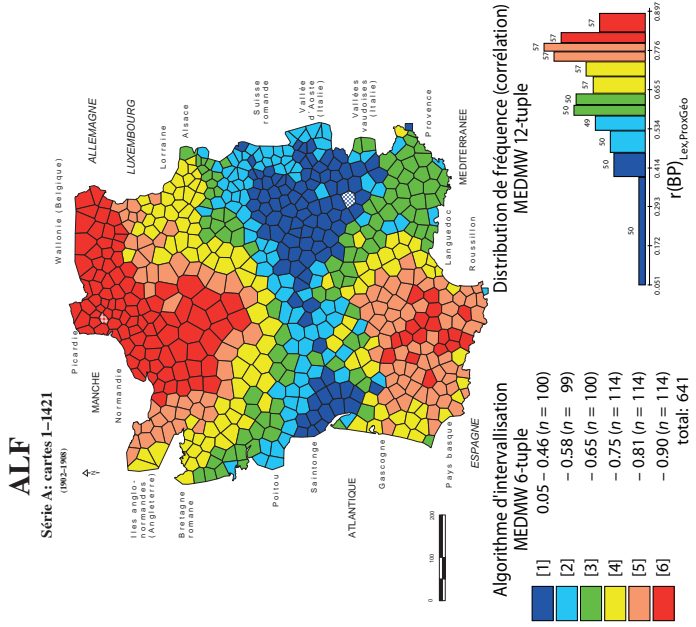 ALF
Série A: cartes 1–1421
(1902–1908)
N
Wallonie (Belgique)
ALLEMAGNE
LUXEMBOURG
Lorraine
Alsace
Suisse
romande
Vallée
d'Aoste
(Italie)
Vallées
vaudoises
(Italie)
Provence
MEDITERRANEE
Languedoc
Roussillon
Picardie
MANCHE
Normandie
Iles anglo-
normandes
(Angleterre)
Bretagne
romane
Poitou
Saintonge
ATLANTIQUE
Gascogne
Pays basque
ESPAGNE
0 100 200
Algorithme d'intervallisation
MEDMW 6-tuple
[1] 0.05 – 0.46 (n = 100)
[2] – 0.58 (n = 99)
[3] – 0.65 (n = 100)
[4] – 0.75 (n = 114)
[5] – 0.81 (n = 114)
[6] – 0.90 (n = 114)
total: 641
Distribution de fréquence (corrélation)
MEDMW 12-tuple
50 50 50 49 50 50 57 57 57 57 57 57
0.051 0.172 0.293 0.414 0.534 0.655 0.776 0.897
r(BP)Lex,ProxGéo